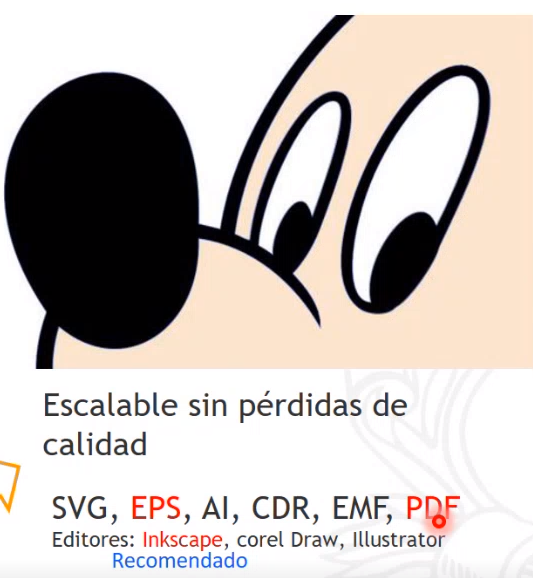 Escalable sin pérdidas de
calidad
SVG, EPS, AI, CDR, EMF, PDF
Editores: Inkscape, corel Draw, Illustrator
Recomendado